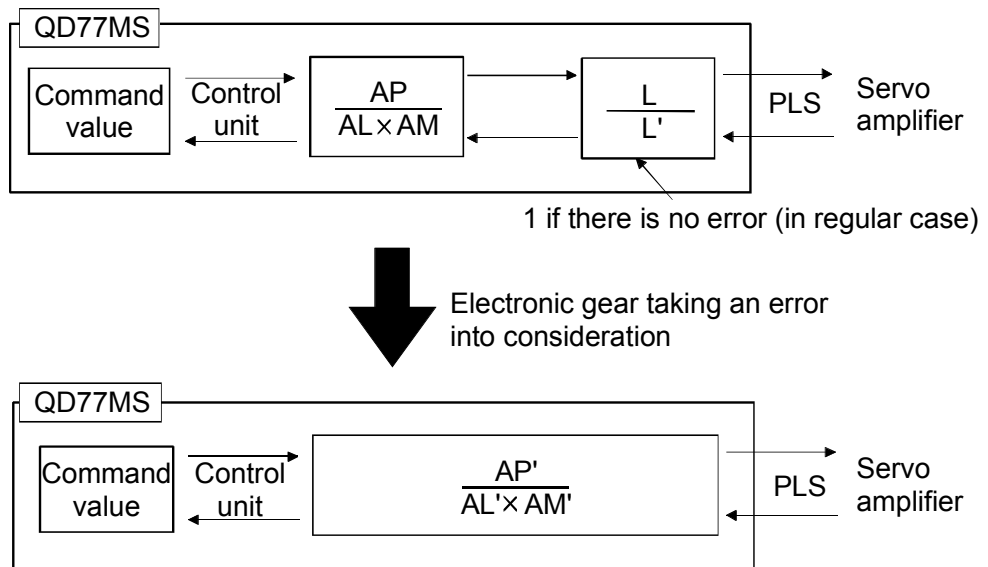 QD77MS
Command
value
Control
unit
AP
AL×AM
L
L'
PLS
Servo
amplifier
1 if there is no error (in regular case)
Electronic gear taking an error
into consideration
QD77MS
Command
value
Control
unit
AP'
AL'×AM'
PLS
Servo
amplifier